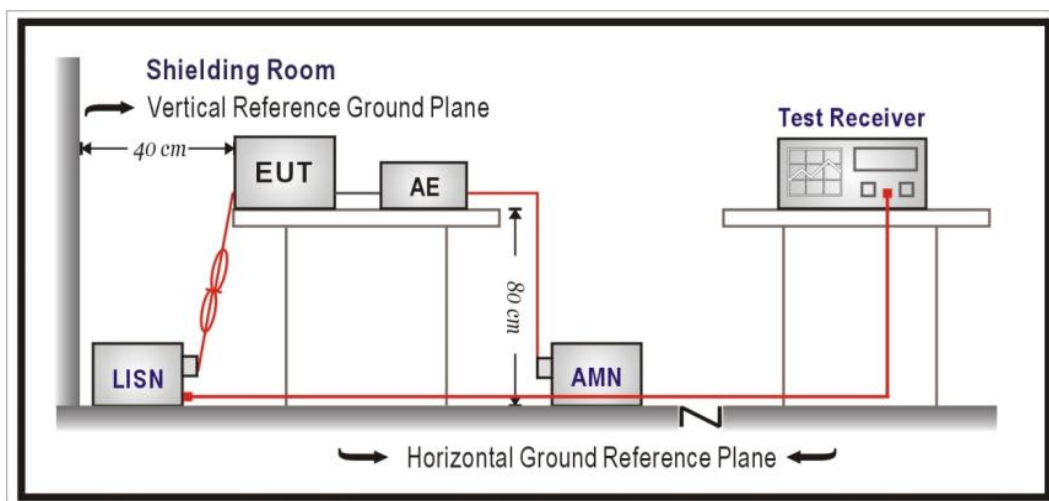 Shielding Room
Vertical Reference Ground Plane
40 cm
EUT
AE
Test Receiver
80 cm
LISN
AMN
Horizontal Ground Reference Plane